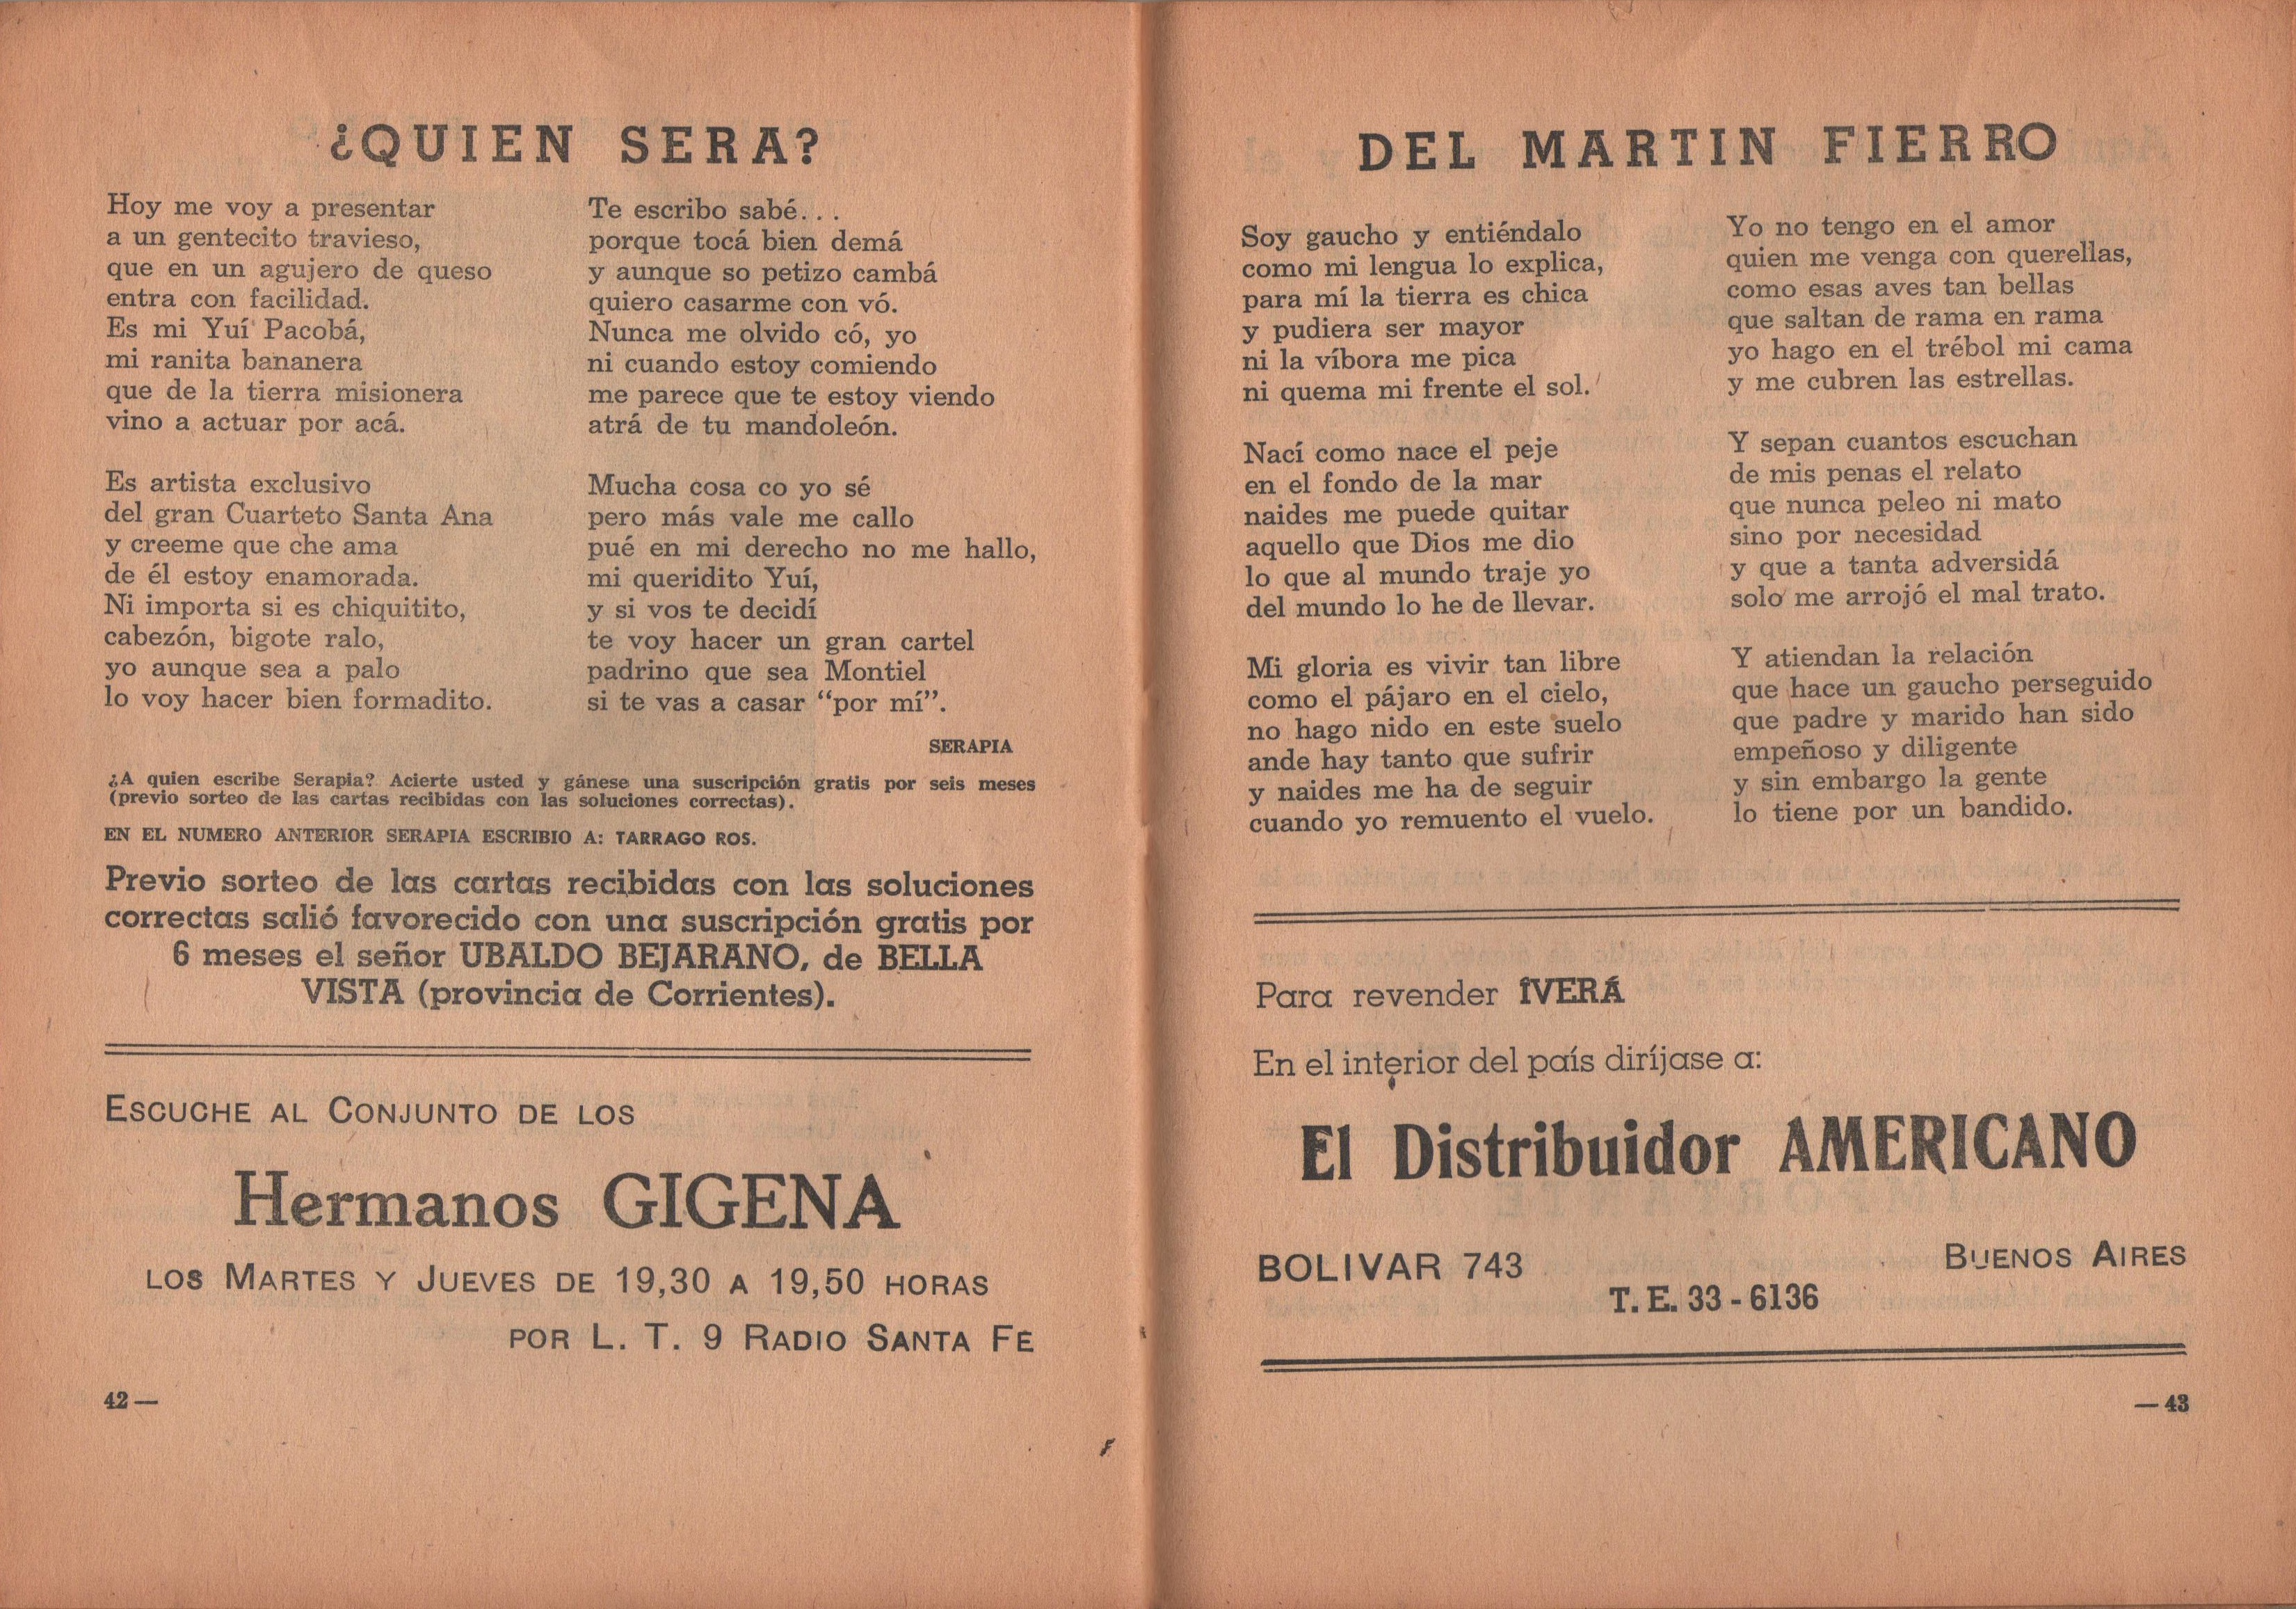 ¿QUIEN SERA?
Hoy me voy a presentar
a un gentecito travieso,
que en un agujero de queso
entra con facilidad.
Es mi Yuí Pacobá,
mi ranita bananera
que de la tierra misionera
vino a actuar por acá.
Es artista exclusivo
del gran Cuarteto Santa Ana
y creeme que che ama
de él estoy enamorada.
Ni importa si es chiquitito,
cabezón, bigote ralo,
yo aunque sea a palo
lo voy hacer bien formadito.
Te escribo sabé...
porque tocá bien demá
y aunque so petizo cambá
quiero casarme con vó.
Nunca me olvido có, yo
ni cuando estoy comiendo
me parece que te estoy viendo
atrá de tu mandoleón.
Mucha cosa co yo sé
pero más vale me callo
pué en mi derecho no me hallo,
mi queridito Yuí,
y si vos te decidí
te voy hacer un gran cartel
padrino que sea Montiel
si te vas a casar “por mí”.
SERAPIA
¿A quien escribe Serapia? Acierte usted y gánese una suscripción gratis por seis meses
(previo sorteo de las cartas recibidas con las soluciones correctas).
EN EL NUMERO ANTERIOR SERAPIA ESCRIBIO A: TARRAGO ROS.
Previo sorteo de las cartas recibidas con las soluciones
correctas salió favorecido con una suscripción gratis por
6 meses el señor UBALDO BEJARANO, de BELLA
VISTA (provincia de Corrientes).
ESCUCHE AL CONJUNTO DE LOS
Hermanos GIGENA
LOS MARTES Y JUEVES DE 19,30 A 19,50 HORAS
POR L. T. 9 RADIO SANTA FE
42 —
DEL MARTIN FIERRO
Soy gaucho y entiéndalo
como mi lengua lo explica,
para mí la tierra es chica
y pudiera ser mayor
ni la víbora me pica
ni quema mi frente el sol.
Nací como nace el peje
en el fondo de la mar
naides me puede quitar
aquello que Dios me dio
lo que al mundo traje yo
del mundo lo he de llevar.
Mi gloria es vivir tan libre
como el pájaro en el cielo,
no hago nido en este suelo
ande hay tanto que sufrir
y naides me ha de seguir
cuando yo remuento el vuelo.
Yo no tengo en el amor
quien me venga con querellas,
como esas aves tan bellas
que saltan de rama en rama
yo hago en el trébol mi cama
y me cubren las estrellas.
Y sepan cuantos escuchan
de mis penas el relato
que nunca peleo ni mato
sino por necesidad
y que a tanta adversidá
solo me arrojó el mal trato.
Y atiendan la relación
que hace un gaucho perseguido
que padre y marido han sido
empeñoso y diligente
y sin embargo la gente
lo tiene por un bandido.
Para revender ÎVERÁ
En el interior del país diríjase a:
El Distribuidor AMERICANO
BOLIVAR 743
BUENOS AIRES
T. E. 33 - 6136
— 43